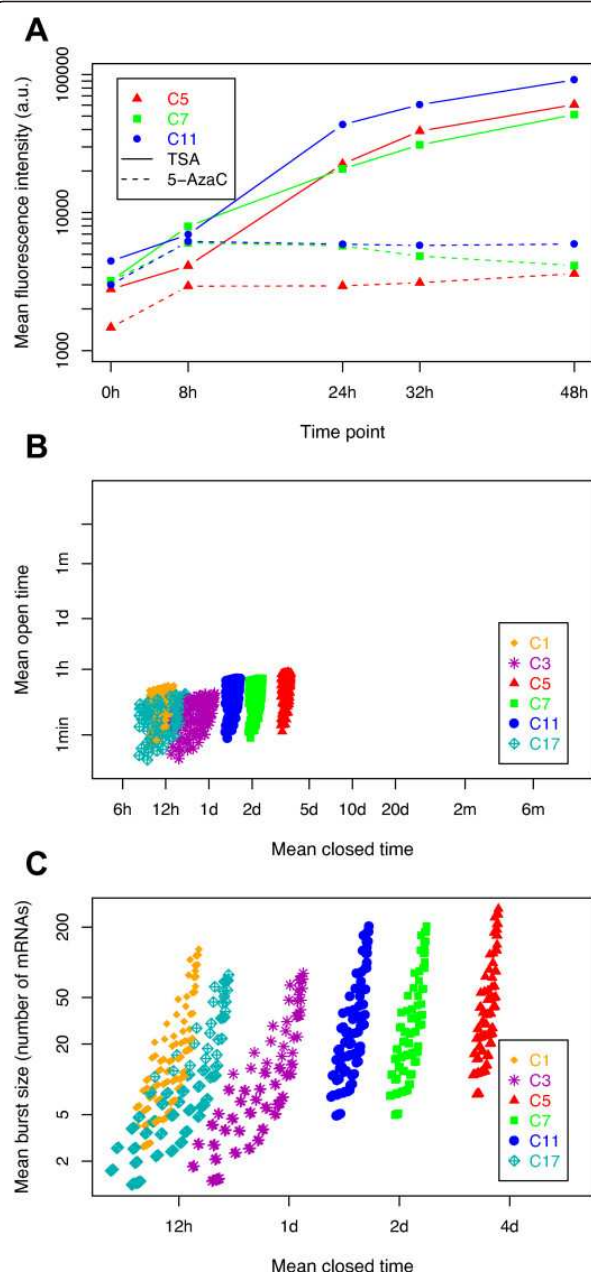 A
Mean fluorescence intensity (a.u.)
100000
10000
1000
C5
C7
C11
TSA
5-AzaC
0h 8h 24h 32h 48h
Time point
B
Mean open time
1m
1d
1h
1min
C1
C3
C5
C7
C11
C17
6h 12h 1d 2d 5d 10d 20d 2m 6m
Mean closed time
C
Mean burst size (number of mRNAs)
200
50
20
5
2
C1
C3
C5
C7
C11
C17
12h 1d 2d 4d
Mean closed time